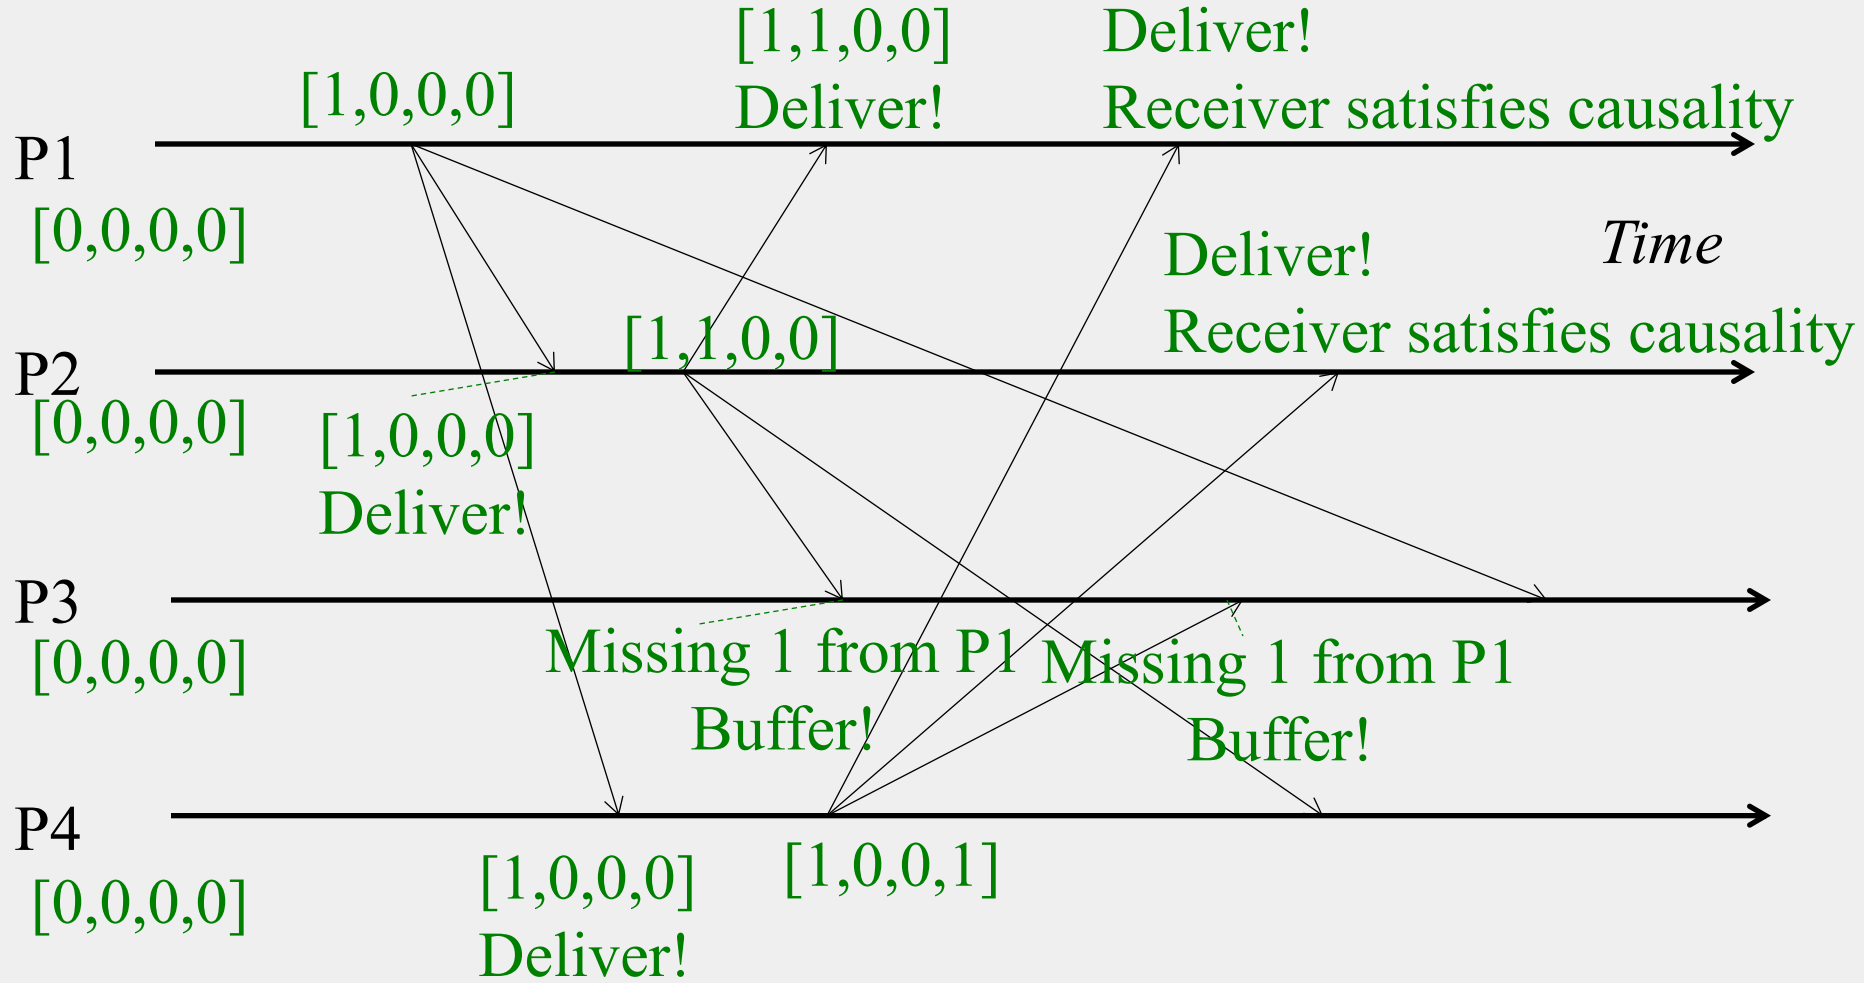 [1,1,0,0]
Deliver!
Deliver!
Receiver satisfies causality
[1,0,0,0]
P1
[0,0,0,0]
Time
Deliver!
Receiver satisfies causality
[1,1,0,0]
P2
[0,0,0,0]
[1,0,0,0]
Deliver!
P3
[0,0,0,0]
Missing 1 from P1
Buffer!
Missing 1 from P1
Buffer!
P4
[0,0,0,0]
[1,0,0,0]
Deliver!
[1,0,0,1]